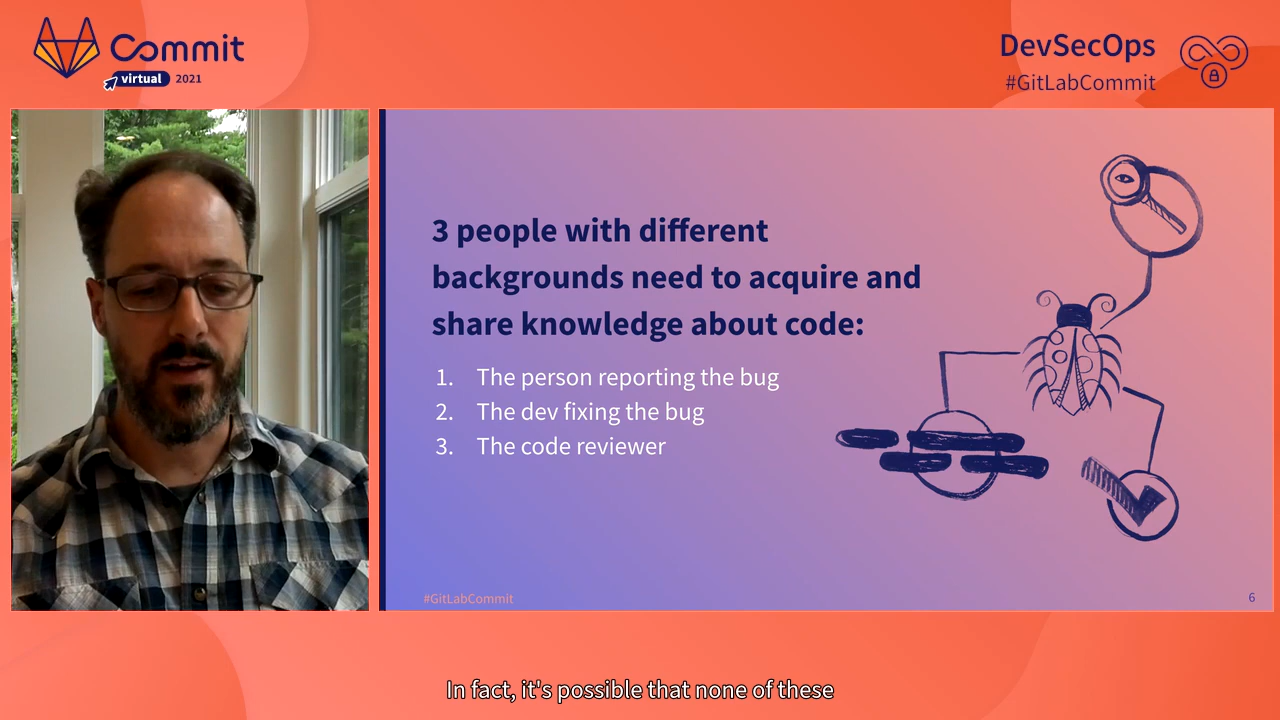 Commit
virtual 2021
DevSecOps
#GitLabCommit
3 people with different
backgrounds need to acquire and
share knowledge about code:
1. The person reporting the bug
2. The dev fixing the bug
3. The code reviewer
#GitLabCommit
6
In fact, it's possible that none of these